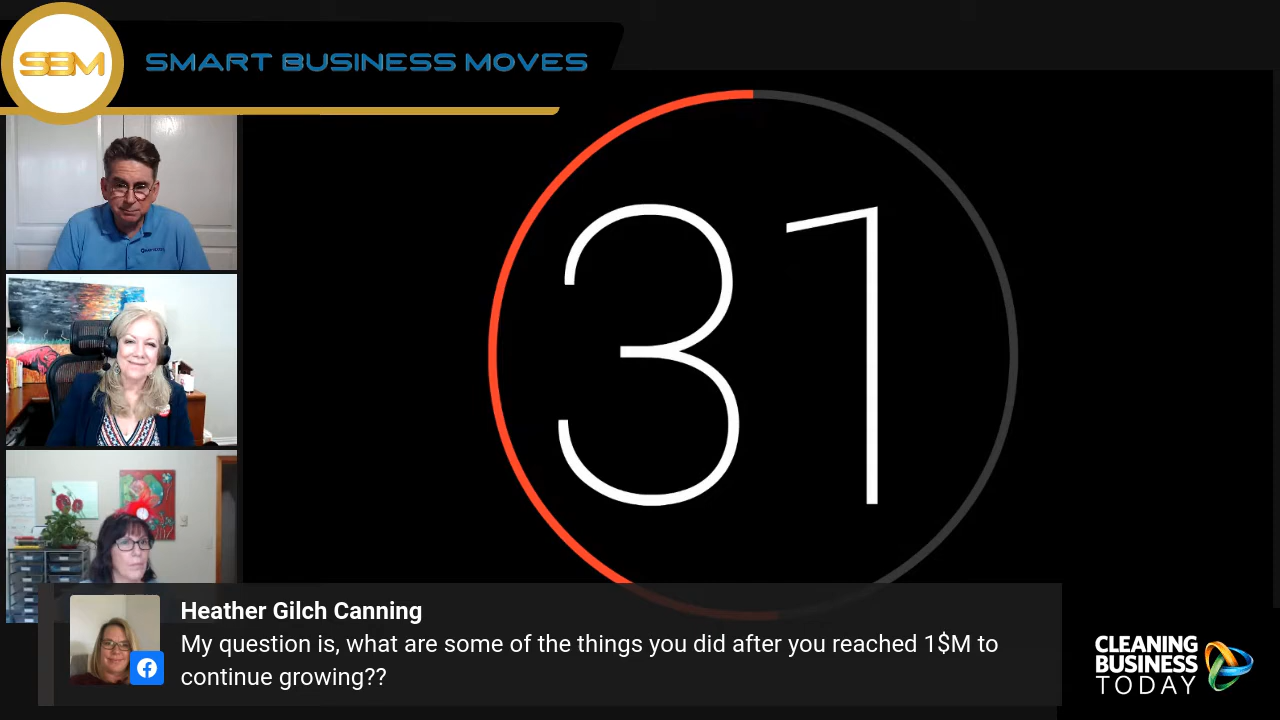 SBM
SMART BUSINESS MOVES
31
Heather Gilch Canning
My question is, what are some of the things you did after you reached 1$M to
continue growing??
CLEANING
BUSINESS
TODAY